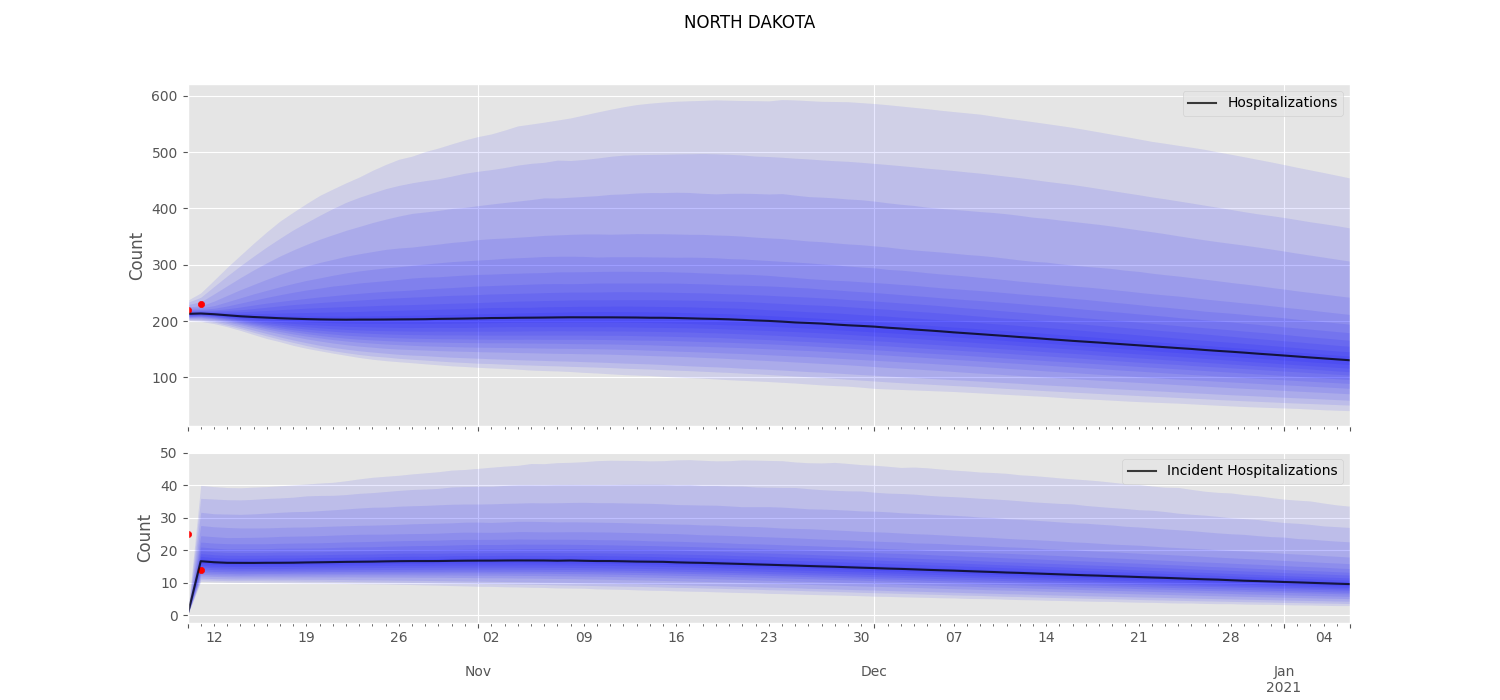 NORTH DAKOTA
600
500
400
300
200
100
Count
Hospitalizations
50
40
30
20
10
0
Count
Incident Hospitalizations
12 19 26 02 09 16 23 30 07 14 21 28 04
Nov Dec Jan
2021